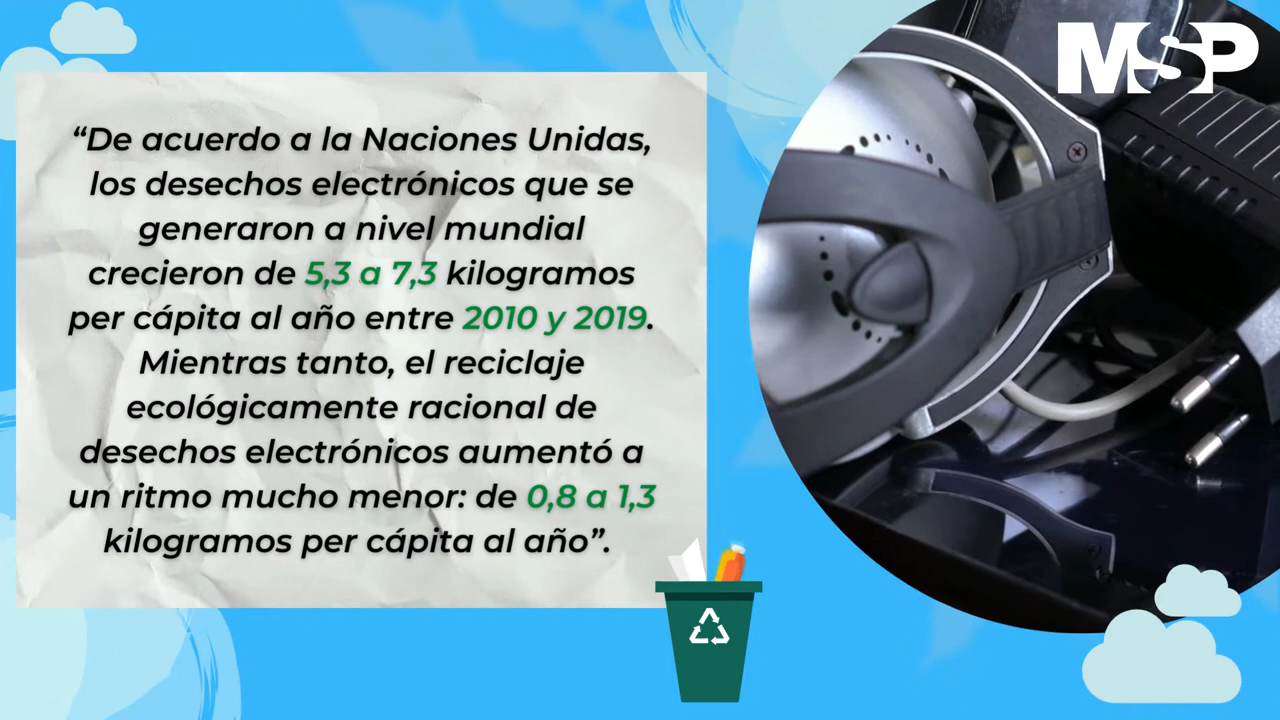 MSP
“De acuerdo a la Naciones Unidas,
los desechos electrónicos que se
generaron a nivel mundial
crecieron de 5,3 a 7,3 kilogramos
per cápita al año entre 2010 y 2019.
Mientras tanto, el reciclaje
ecológicamente racional de
desechos electrónicos aumentó a
un ritmo mucho menor: de 0,8 a 1,3
kilogramos per cápita al año”.